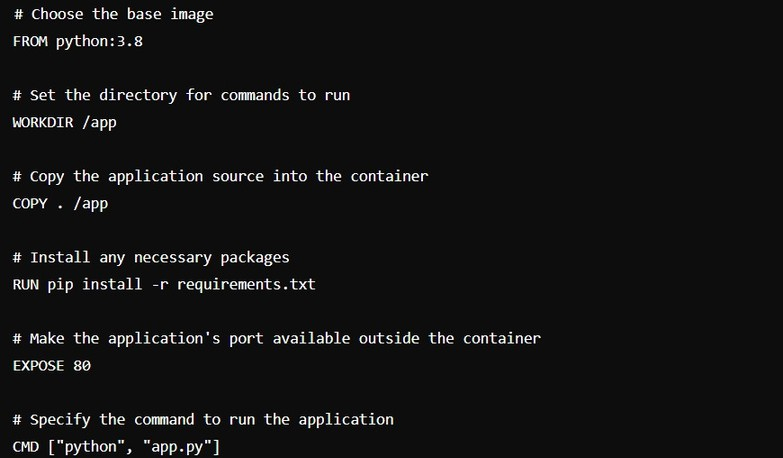 # Choose the base image
FROM python:3.8
# Set the directory for commands to run
WORKDIR /app
# Copy the application source into the container
COPY . /app
# Install any necessary packages
RUN pip install -r requirements.txt
# Make the application's port available outside the container
EXPOSE 80
# Specify the command to run the application
CMD ["python", "app.py"]